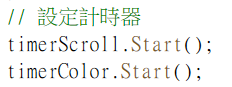 // 設定計時器
timerScroll.Start();
timerColor.Start();